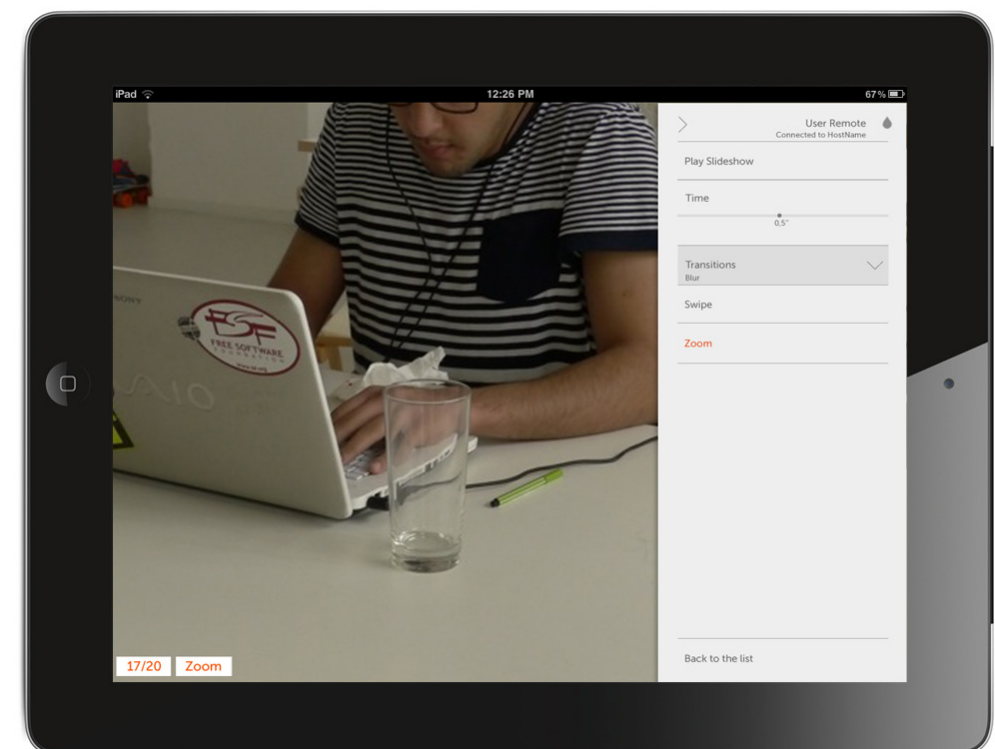 iPad
12:26 PM
67%
User Remote
Connected to HostName
Play Slideshow
Time
0,5"
Transitions
Blur
Swipe
Zoom
Back to the list
SONY
FSF
FREE SOFTWARE
FOUNDATION
VAIO
17/20
Zoom